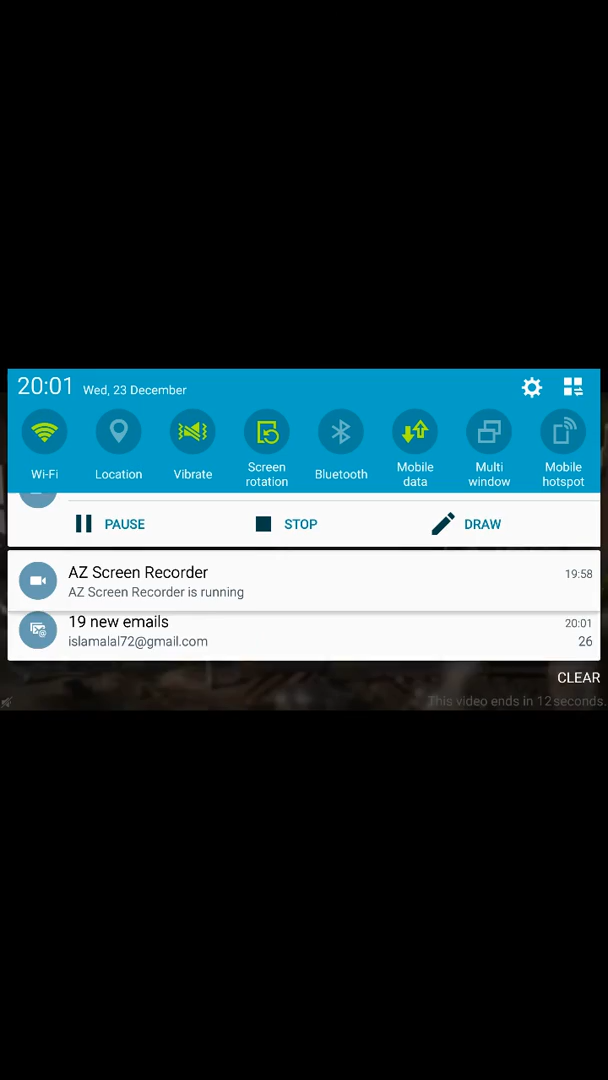 20:01 Wed, 23 December
Wi-Fi
Location
Vibrate
Screen
rotation
Bluetooth
Mobile
data
Multi
window
Mobile
hotspot
PAUSE STOP DRAW
AZ Screen Recorder 19:58
AZ Screen Recorder is running
19 new emails 20:01
islamalal72@gmail.com 26
CLEAR
This video ends in 12 seconds.